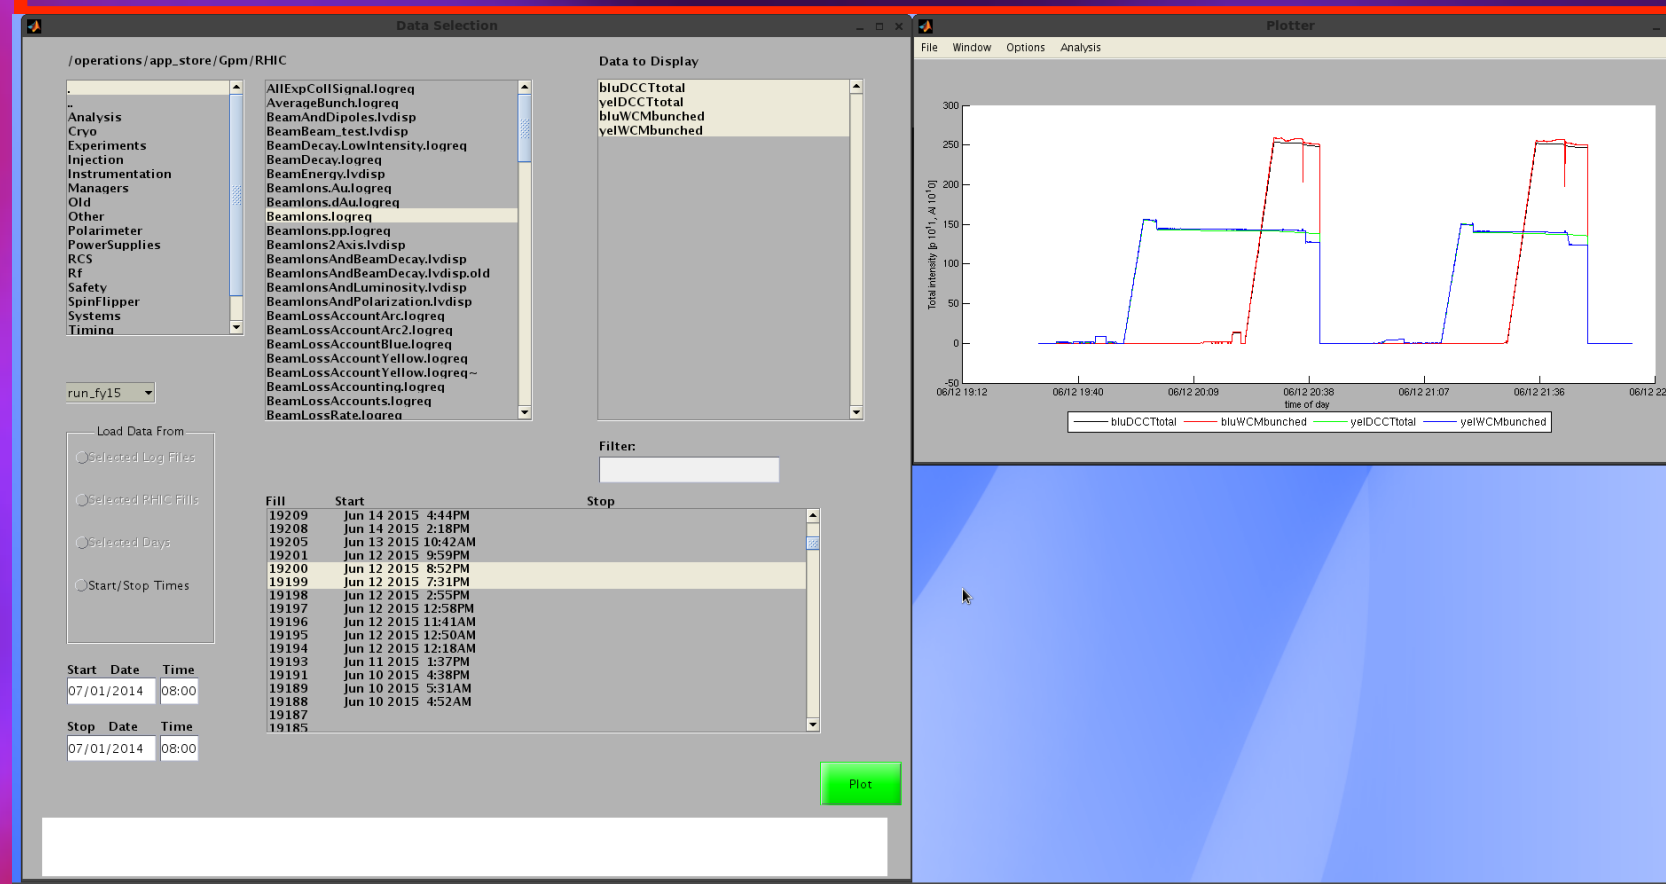 Data Selection
/operations/app_store/Gpm/RHIC
.
..
Analysis
Cryo
Experiments
Injection
Instrumentation
Managers
Old
Other
Polarimeter
PowerSupplies
RCS
Rf
Safety
SpinFlipper
Systems
Timing
AllExpCollSignal.logreq
AverageBunch.logreq
BeamAndDipoles.lvdisp
BeamBeam_test.lvdisp
BeamDecay.LowIntensity.logreq
BeamDecay.logreq
BeamEnergy.lvdisp
BeamIons.Au.logreq
BeamIons.dAu.logreq
BeamIons.logreq
BeamIons.pp.logreq
BeamIons2Axis.lvdisp
BeamIonsAndBeamDecay.lvdisp
BeamIonsAndBeamDecay.lvdisp.old
BeamIonsAndLuminosity.lvdisp
BeamIonsAndPolarization.lvdisp
BeamLossAccountArc.logreq
BeamLossAccountArc2.logreq
BeamLossAccountBlue.logreq
BeamLossAccountYellow.logreq
BeamLossAccountYellow.logreq~
BeamLossAccounting.logreq
BeamLossAccounts.logreq
BeamLossRate.logreq
Data to Display
bluDCCTtotal
yelDCCTtotal
bluWCMbunched
yelWCMbunched
run_fy15
Load Data From
Selected Log Files
Selected RHIC Fills
Selected Days
Start/Stop Times
Start Date Time
07/01/2014 08:00
Stop Date Time
07/01/2014 08:00
Filter:
Fill Start Stop
19209 Jun 14 2015 4:44PM
19208 Jun 14 2015 2:18PM
19205 Jun 13 2015 10:42AM
19201 Jun 12 2015 9:59PM
19200 Jun 12 2015 8:52PM
19199 Jun 12 2015 7:31PM
19198 Jun 12 2015 2:55PM
19197 Jun 12 2015 12:58PM
19196 Jun 12 2015 11:41AM
19195 Jun 12 2015 12:50AM
19194 Jun 12 2015 12:18AM
19193 Jun 11 2015 1:37PM
19191 Jun 10 2015 4:38PM
19189 Jun 10 2015 5:31AM
19188 Jun 10 2015 4:52AM
19187
19185
Plot
Plotter
File Window Options Analysis
Total intensity [p 10^11, Al 10^10]
300
250
200
150
100
50
0
-50
06/12 19:12 06/12 19:40 06/12 20:09 06/12 20:38 06/12 21:07 06/12 21:36 06/12 22
time of day
bluDCCTtotal bluWCMbunched yelDCCTtotal yelWCMbunched